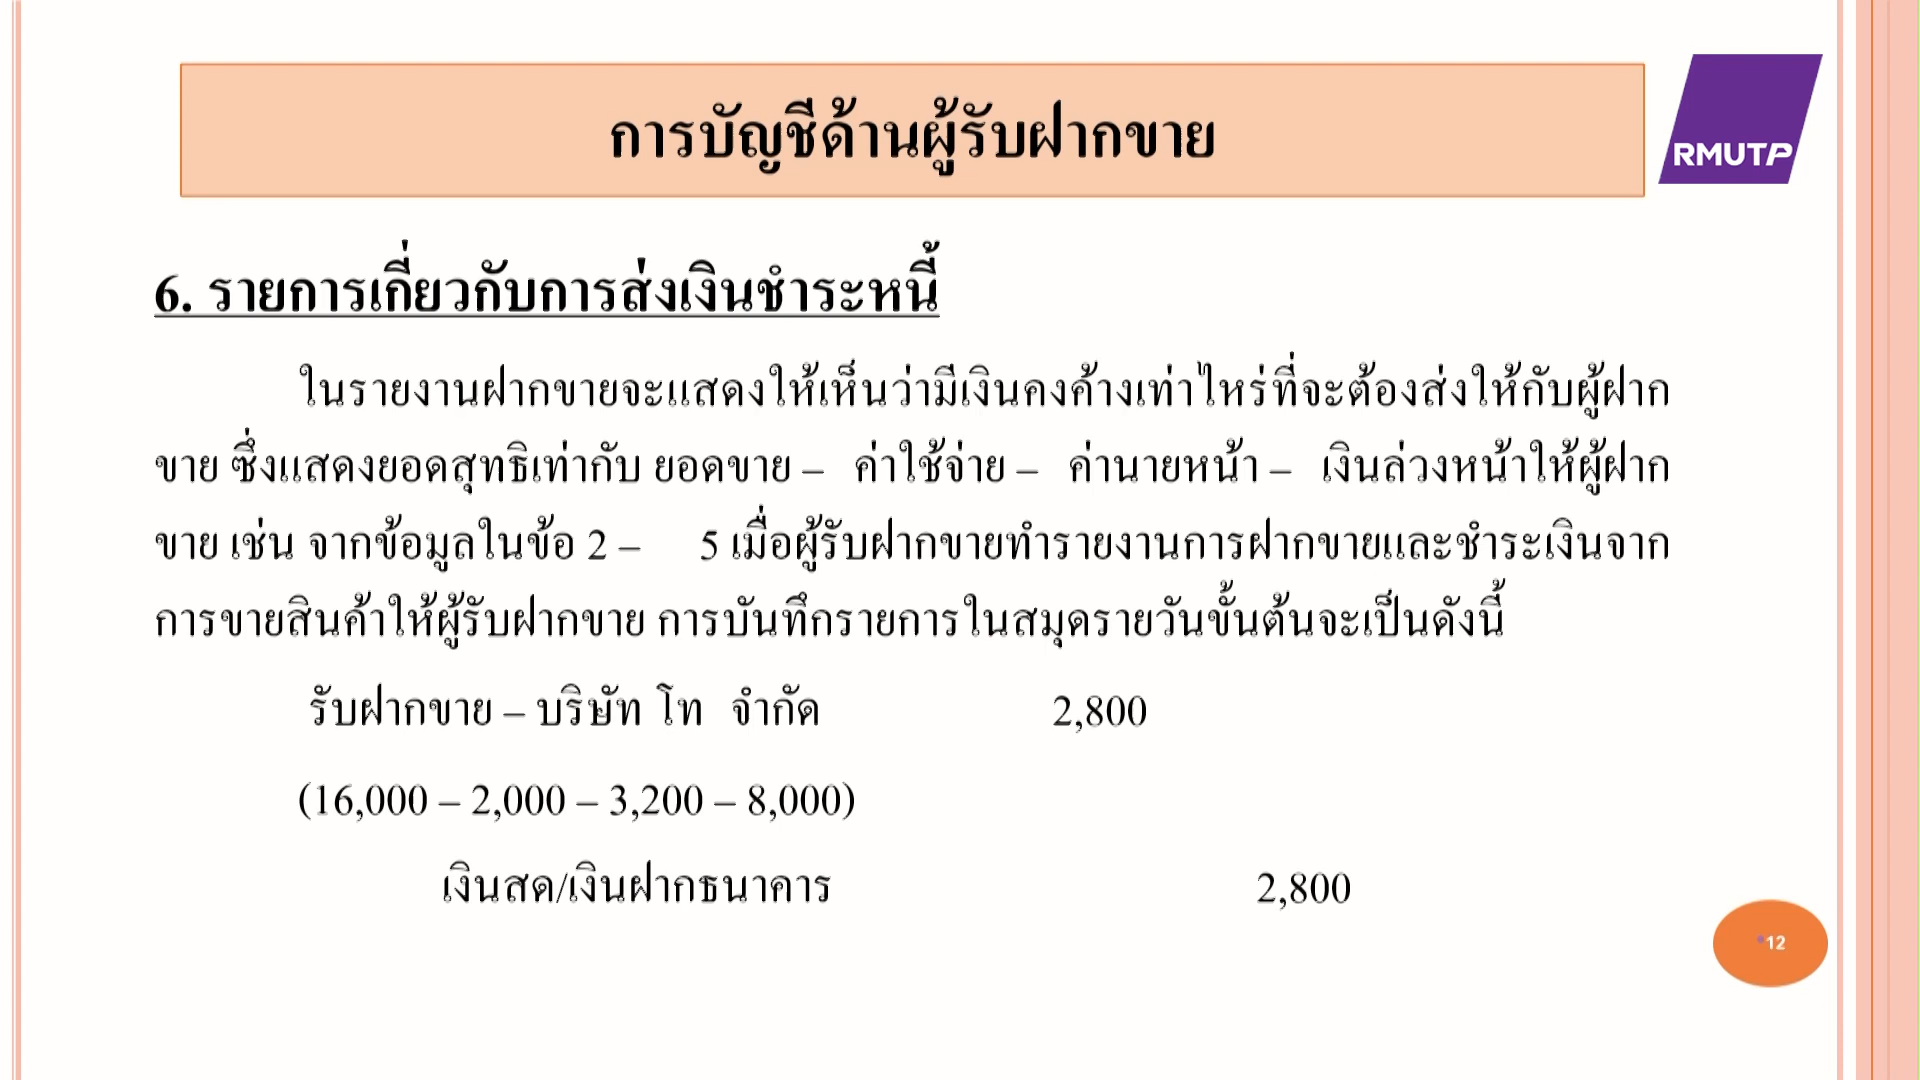 การบัญชีด้านผู้รับฝากขาย
RMUTP
6. รายการเกี่ยวกับการส่งเงินชำระหนี้
ในรายงานฝากขายจะแสดงให้เห็นว่ามีเงินคงค้างเท่าไหร่ที่จะต้องส่งให้กับผู้ฝาก
ขาย ซึ่งแสดงยอดสุทธิเท่ากับ ยอดขาย – ค่าใช้จ่าย – ค่านายหน้า – เงินล่วงหน้าให้ผู้ฝาก
ขาย เช่น จากข้อมูลในข้อ 2 – 5 เมื่อผู้รับฝากขายทำรายงานการฝากขายและชำระเงินจาก
การขายสินค้าให้ผู้รับฝากขาย การบันทึกรายการในสมุดรายวันขั้นต้นจะเป็นดังนี้
รับฝากขาย – บริษัท โท จำกัด 2,800
(16,000 – 2,000 – 3,200 – 8,000)
เงินสด/เงินฝากธนาคาร 2,800
*12